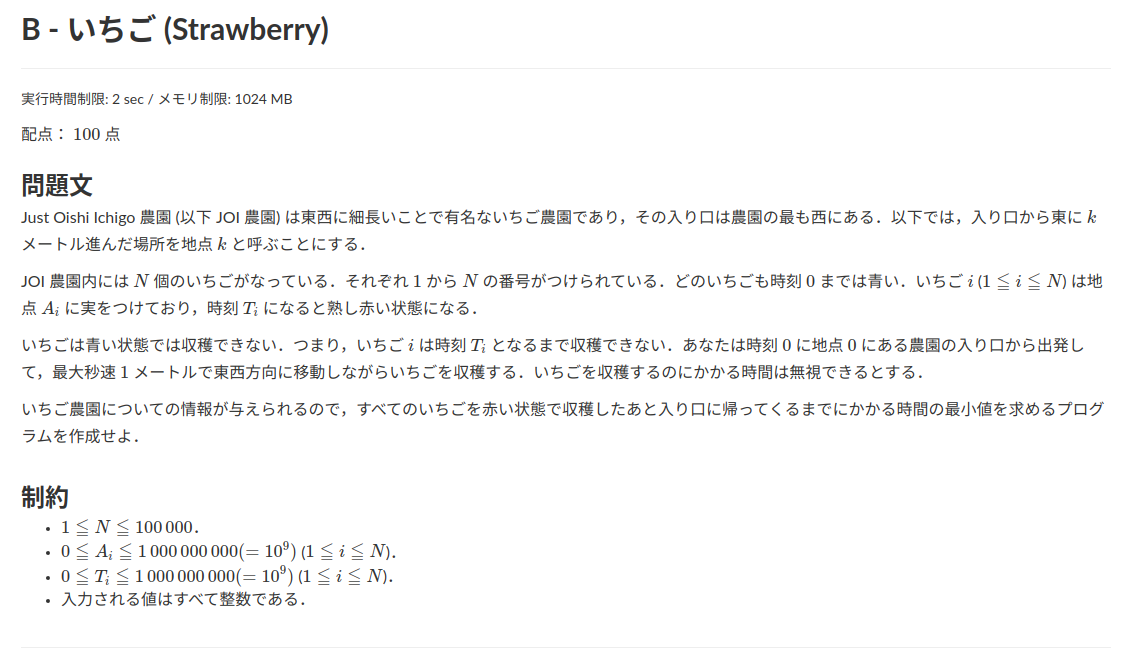 B - いちご (Strawberry)
実行時間制限: 2 sec / メモリ制限: 1024 MB
配点： 100 点
問題文
Just Oishi Ichigo 農園 (以下 JOI 農園) は東西に細長いことで有名ないちご農園であり，その入り口は農園の最も西にある．以下では，入り口から東に k
メートル進んだ場所を地点 k と呼ぶことにする．
JOI 農園内には N 個のいちごがなっている．それぞれ 1 から N の番号がつけられている．どのいちごも時刻 0 までは青い．いちご i (1 ≦ i ≦ N) は地
点 A_i に実をつけており，時刻 T_i になると熟し赤い状態になる．
いちごは青い状態では収穫できない．つまり，いちご i は時刻 T_i となるまで収穫できない．あなたは時刻 0 に地点 0 にある農園の入り口から出発し
て，最大秒速 1 メートルで東西方向に移動しながらいちごを収穫する．いちごを収穫するのにかかる時間は無視できるとする．
いちご農園についての情報が与えられるので，すべてのいちごを赤い状態で収穫したあと入り口に帰ってくるまでにかかる時間の最小値を求めるプログ
ラムを作成せよ．
制約
• 1 ≦ N ≦ 100 000．
• 0 ≦ A_i ≦ 1 000 000 000(= 10^9) (1 ≦ i ≦ N)．
• 0 ≦ T_i ≦ 1 000 000 000(= 10^9) (1 ≦ i ≦ N)．
• 入力される値はすべて整数である．